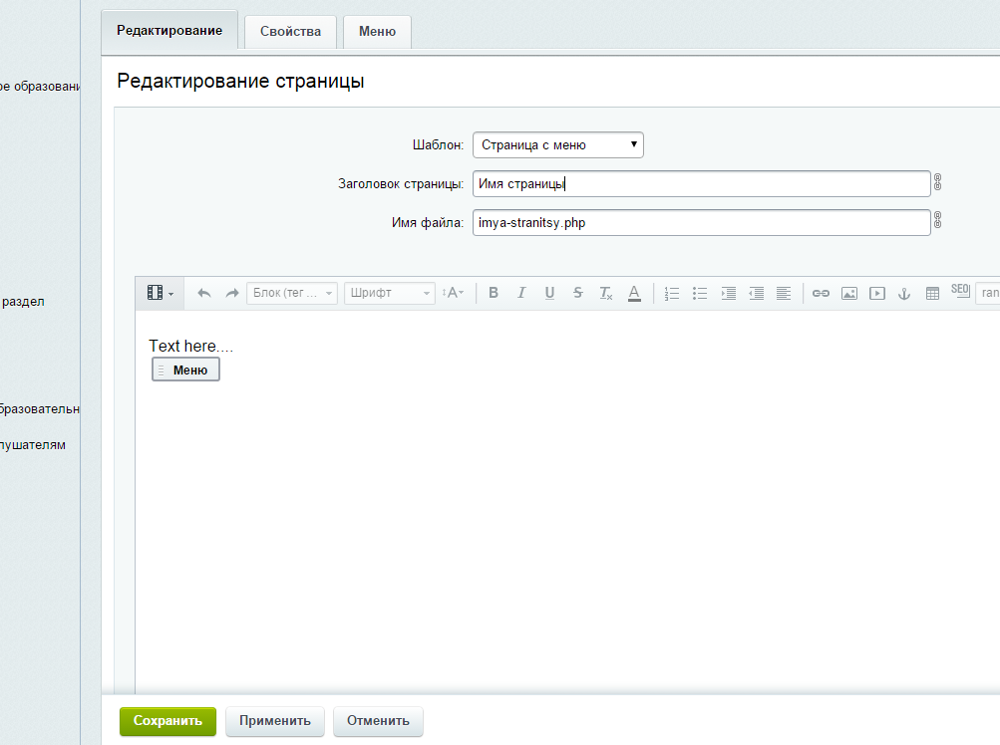 Редактирование Свойства Меню
ре образовани
Редактирование страницы
Шаблон: Страница с меню
Заголовок страницы: Имя страницы
Имя файла: imya-stranitsy.php
Блок (тег ... Шрифт A B I U S Tx A SEO ran
раздел
Text here....
Меню
бразовательн
лушателям
Сохранить Применить Отменить